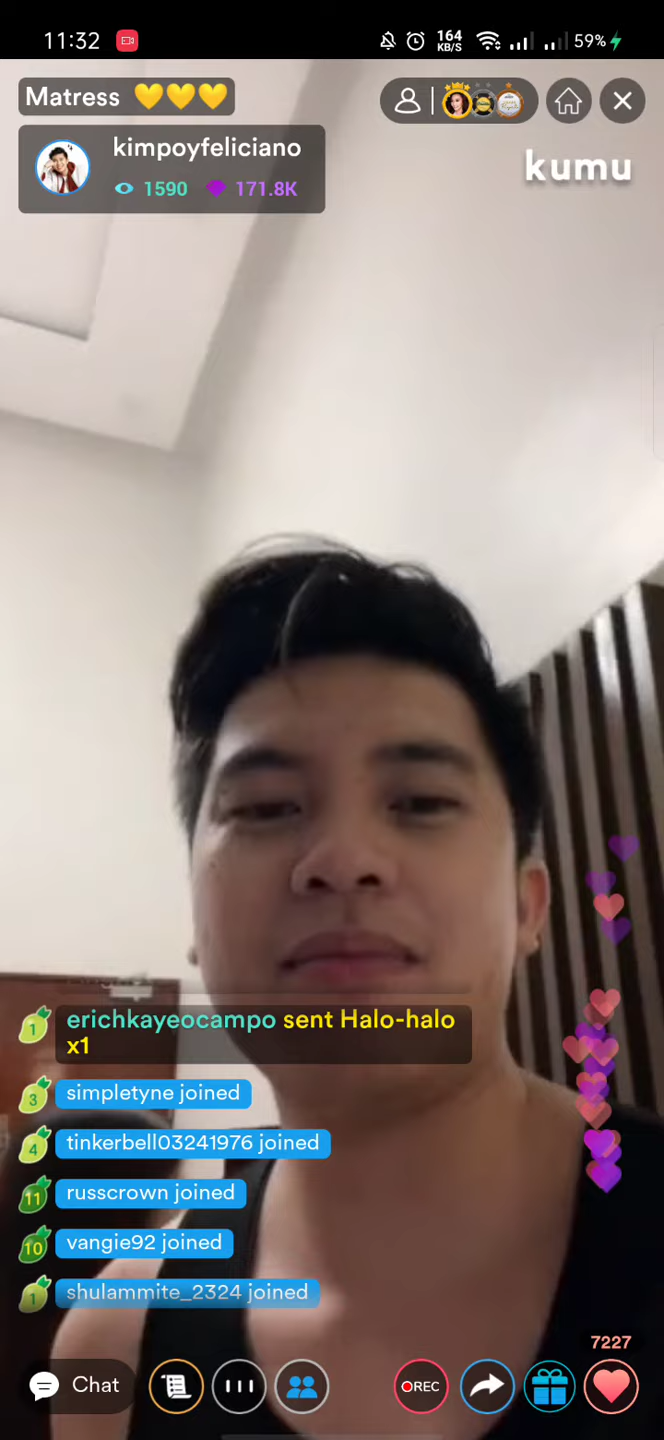 11:32
164
KB/S
59%
Matress 💛💛💛
kimpoyfeliciano
1590 171.8K
kumu
1 erichkayeocampo sent Halo-halo
x1
3 simpletyne joined
4 tinkerbell03241976 joined
11 russcrown joined
10 vangie92 joined
1 shulammite_2324 joined
7227
Chat
REC